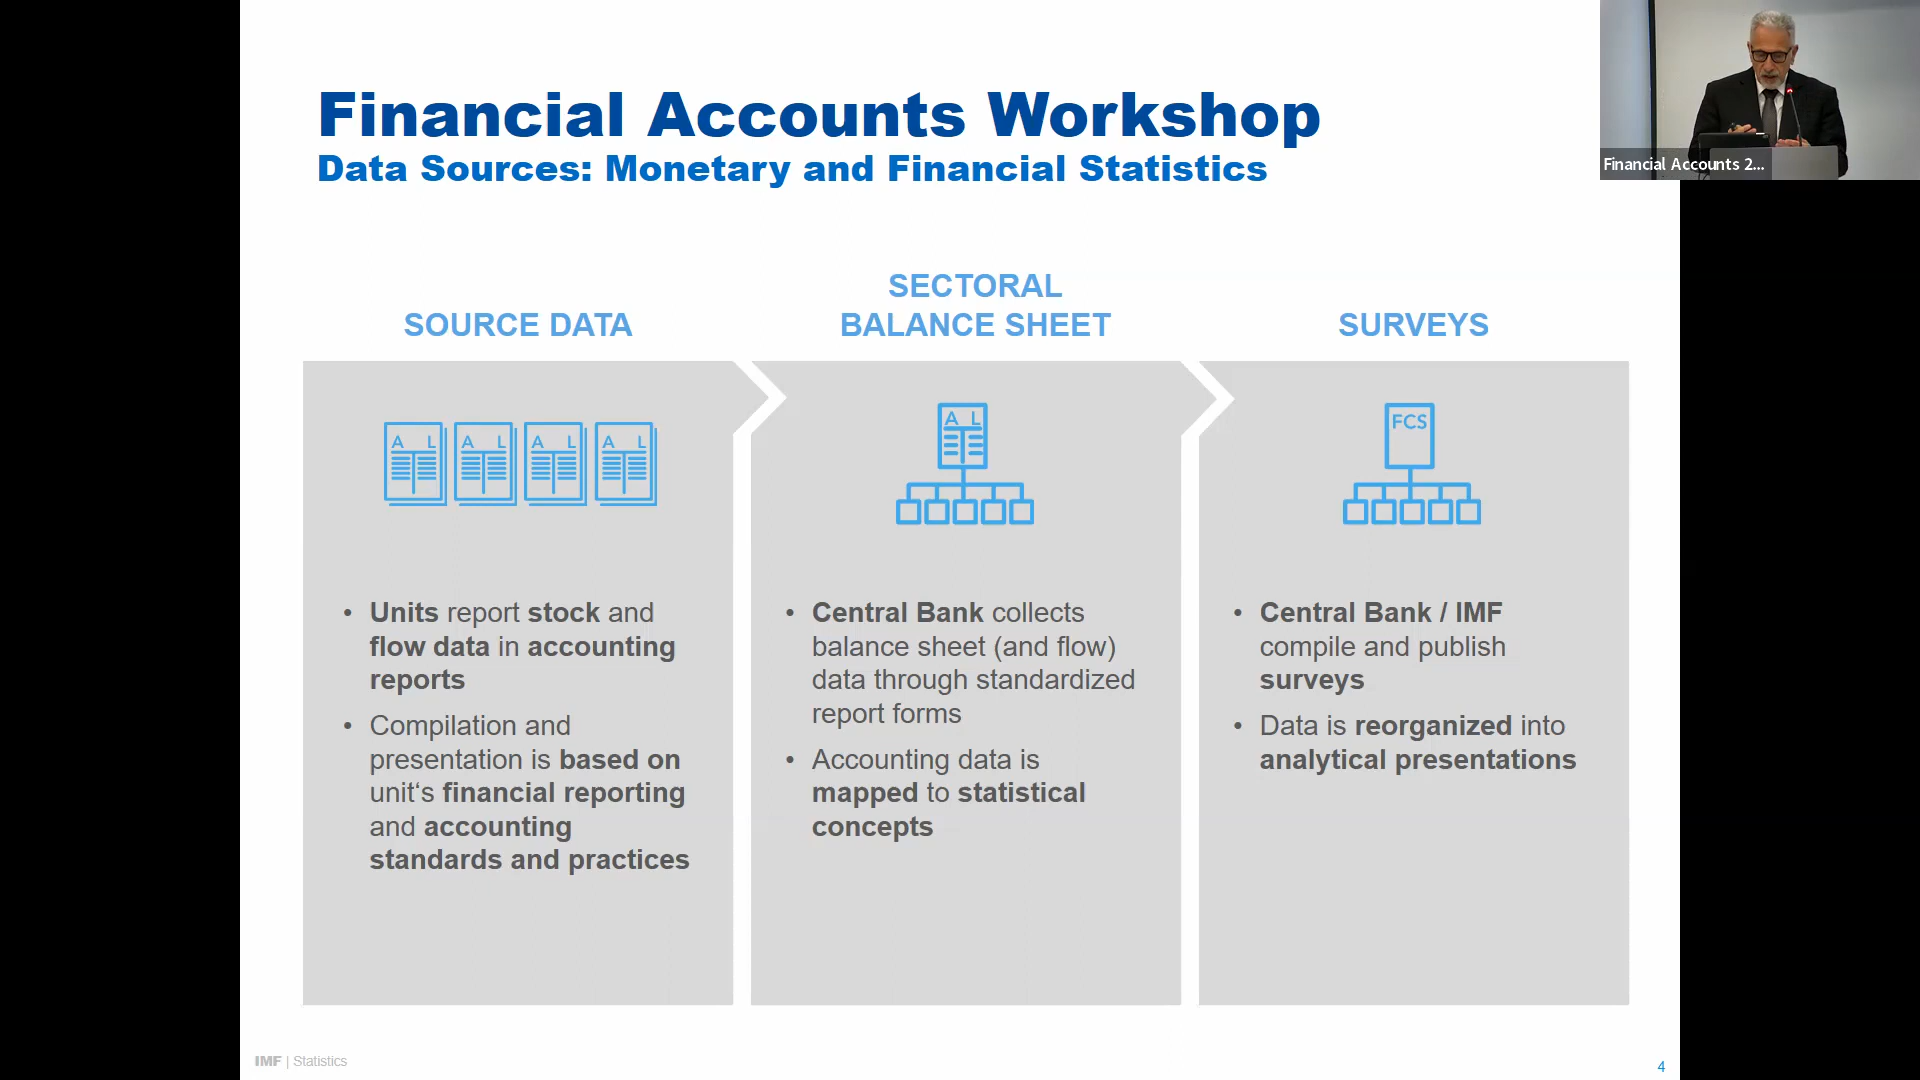 Financial Accounts Workshop
Data Sources: Monetary and Financial Statistics
Financial Accounts 2...
SOURCE DATA
A L A L A L A L
• Units report stock and
flow data in accounting
reports
• Compilation and
presentation is based on
unit‘s financial reporting
and accounting
standards and practices
SECTORAL
BALANCE SHEET
A L
• Central Bank collects
balance sheet (and flow)
data through standardized
report forms
• Accounting data is
mapped to statistical
concepts
SURVEYS
FCS
• Central Bank / IMF
compile and publish
surveys
• Data is reorganized into
analytical presentations
IMF | Statistics
4